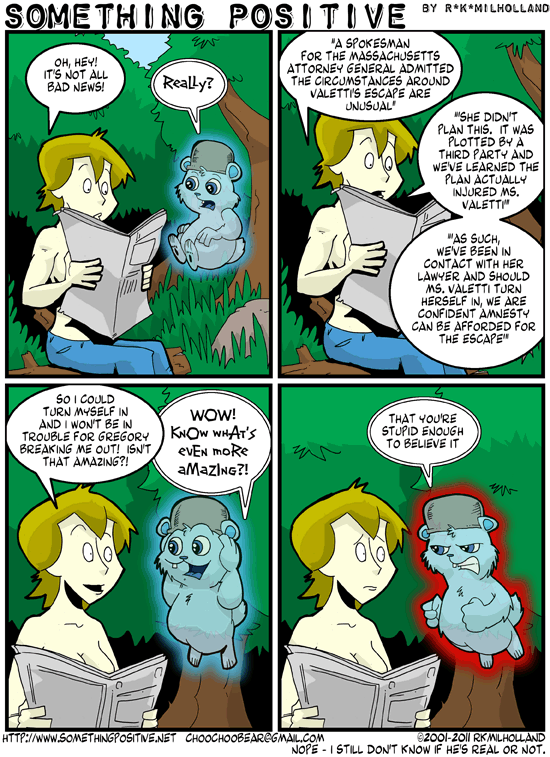 SOMETHING POSITIVE BY R*K*MILHOLLAND
OH, HEY!
IT'S NOT ALL
BAD NEWS!
ReaLLy?
"A SPOKESMAN
FOR THE MASSACHUSETTS
ATTORNEY GENERAL ADMITTED
THE CIRCUMSTANCES AROUND
VALETTI'S ESCAPE ARE
UNUSUAL"
"'SHE DIDN'T
PLAN THIS. IT WAS
PLOTTED BY A
THIRD PARTY AND
WE'VE LEARNED THE
PLAN ACTUALLY
INJURED MS.
VALETTI'"
"'AS SUCH,
WE'VE BEEN IN
CONTACT WITH HER
LAWYER AND SHOULD
MS. VALETTI TURN
HERSELF IN, WE ARE
CONFIDENT AMNESTY
CAN BE AFFORDED FOR
THE ESCAPE'"
SO I COULD
TURN MYSELF IN
AND I WON'T BE IN
TROUBLE FOR GREGORY
BREAKING ME OUT! ISN'T
THAT AMAZING?!
WOW!
KNOw wHAT's
evEN moRe
aMazINg?!
THAT YOU'RE
STUPID ENOUGH
TO BELIEVE IT
HTTP://WWW.SOMETHINGPOSITIVE.NET CHOOCHOOBEAR@GMAIL.COM ©2001-2011 RKMILHOLLAND
NOPE - I STILL DON'T KNOW IF HE'S REAL OR NOT.